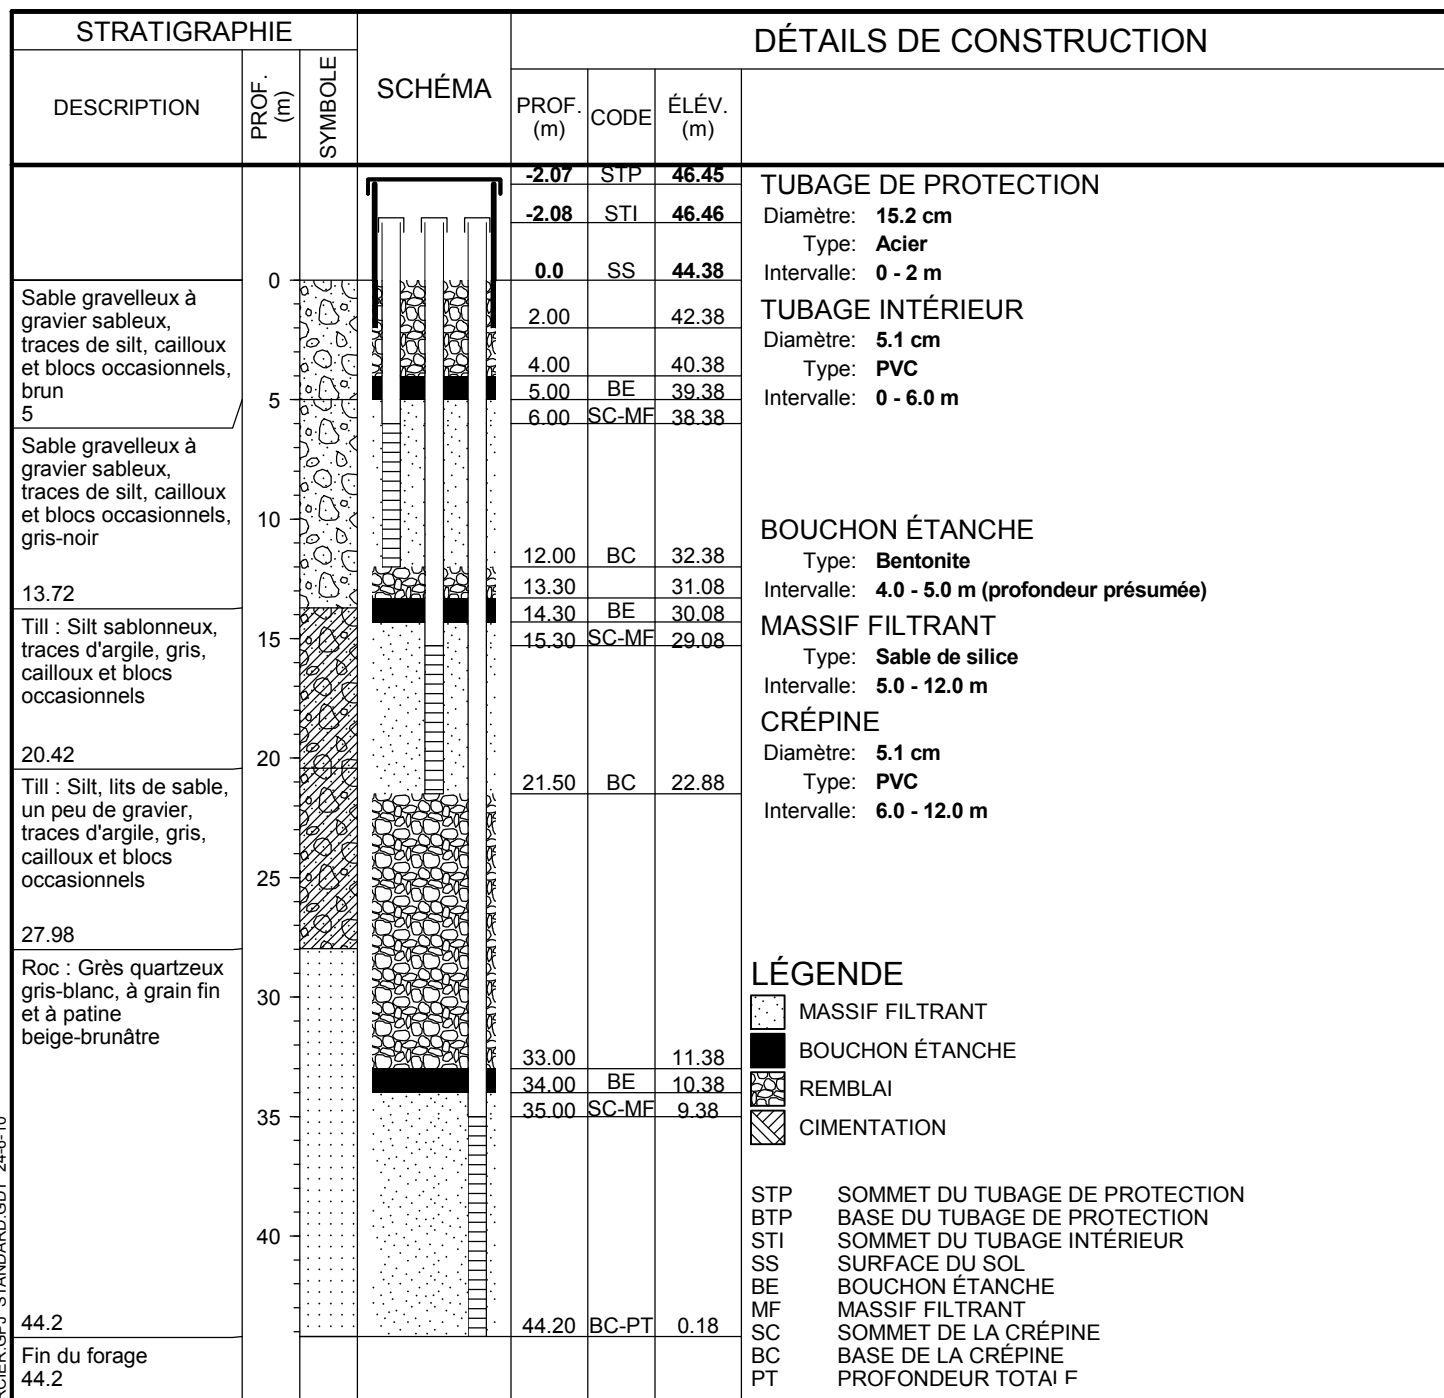 STRATIGRAPHIE
SCHÉMA
DÉTAILS DE CONSTRUCTION
DESCRIPTION
PROF. (m)
SYMBOLE
PROF. (m)
CODE
ÉLÉV. (m)
-2.07 STP 46.45
-2.08 STI 46.46
0.0 SS 44.38
2.00 42.38
4.00 40.38
5.00 BE 39.38
6.00 SC-MF 38.38
12.00 BC 32.38
13.30 31.08
14.30 BE 30.08
15.30 SC-MF 29.08
21.50 BC 22.88
33.00 11.38
34.00 BE 10.38
35.00 SC-MF 9.38
44.20 BC-PT 0.18
Sable gravelleux à
gravier sableux,
traces de silt, cailloux
et blocs occasionnels,
brun
5
Sable gravelleux à
gravier sableux,
traces de silt, cailloux
et blocs occasionnels,
gris-noir
13.72
Till : Silt sablonneux,
traces d'argile, gris,
cailloux et blocs
occasionnels
20.42
Till : Silt, lits de sable,
un peu de gravier,
traces d'argile, gris,
cailloux et blocs
occasionnels
27.98
Roc : Grès quartzeux
gris-blanc, à grain fin
et à patine
beige-brunâtre
44.2
Fin du forage
44.2
0
5
10
15
20
25
30
35
40
TUBAGE DE PROTECTION
Diamètre: 15.2 cm
Type: Acier
Intervalle: 0 - 2 m
TUBAGE INTÉRIEUR
Diamètre: 5.1 cm
Type: PVC
Intervalle: 0 - 6.0 m
BOUCHON ÉTANCHE
Type: Bentonite
Intervalle: 4.0 - 5.0 m (profondeur présumée)
MASSIF FILTRANT
Type: Sable de silice
Intervalle: 5.0 - 12.0 m
CRÉPINE
Diamètre: 5.1 cm
Type: PVC
Intervalle: 6.0 - 12.0 m
LÉGENDE
MASSIF FILTRANT
BOUCHON ÉTANCHE
REMBLAI
CIMENTATION
STP SOMMET DU TUBAGE DE PROTECTION
BTP BASE DU TUBAGE DE PROTECTION
STI SOMMET DU TUBAGE INTÉRIEUR
SS SURFACE DU SOL
BE BOUCHON ÉTANCHE
MF MASSIF FILTRANT
SC SOMMET DE LA CRÉPINE
BC BASE DE LA CRÉPINE
PT PROFONDEUR TOTALE